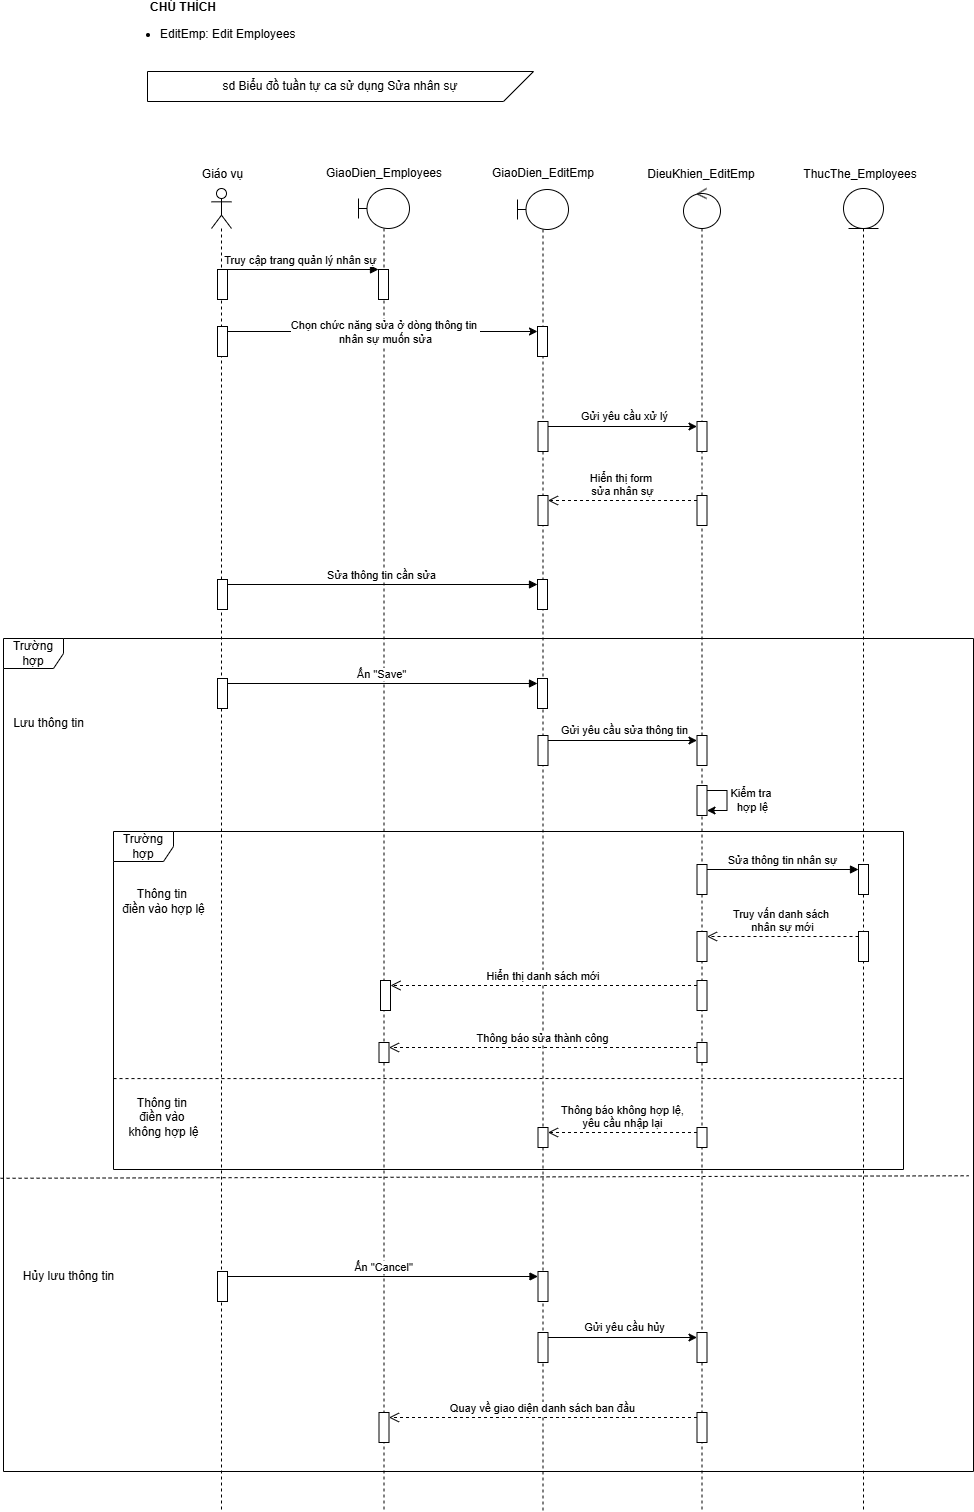 CHÚ THÍCH
• EditEmp: Edit Employees
sd Biểu đồ tuần tự ca sử dụng Sửa nhân sự
Giáo vụ
GiaoDien_Employees
GiaoDien_EditEmp
DieuKhien_EditEmp
ThucThe_Employees
Truy cập trang quản lý nhân sự
Chọn chức năng sửa ở dòng thông tin
nhân sự muốn sửa
Gửi yêu cầu xử lý
Hiển thị form
sửa nhân sự
Sửa thông tin cần sửa
Trường
hợp
Ấn "Save"
Lưu thông tin
Gửi yêu cầu sửa thông tin
Kiểm tra
hợp lệ
Trường
hợp
Sửa thông tin nhân sự
Thông tin
điền vào hợp lệ
Truy vấn danh sách
nhân sự mới
Hiển thị danh sách mới
Thông báo sửa thành công
Thông tin
điền vào
không hợp lệ
Thông báo không hợp lệ,
yêu cầu nhập lại
Hủy lưu thông tin
Ấn "Cancel"
Gửi yêu cầu hủy
Quay về giao diện danh sách ban đầu